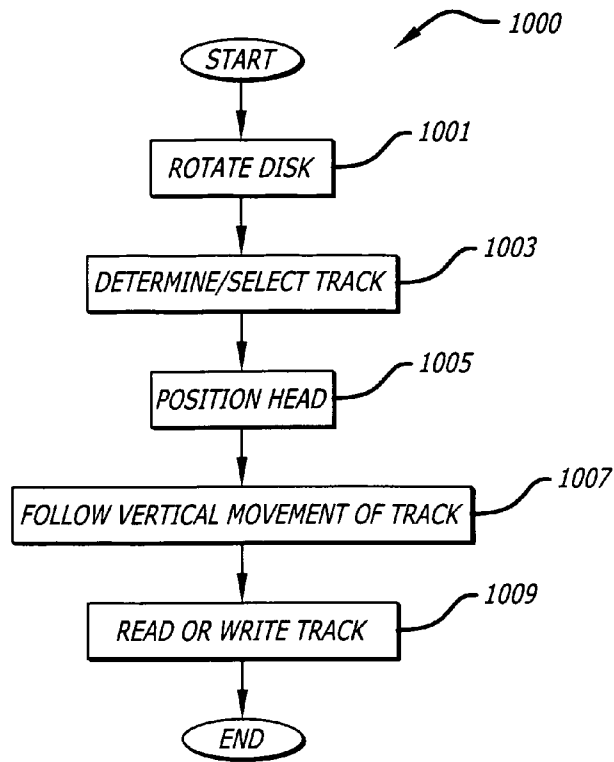 1000
START
1001
ROTATE DISK
1003
DETERMINE/SELECT TRACK
1005
POSITION HEAD
1007
FOLLOW VERTICAL MOVEMENT OF TRACK
1009
READ OR WRITE TRACK
END